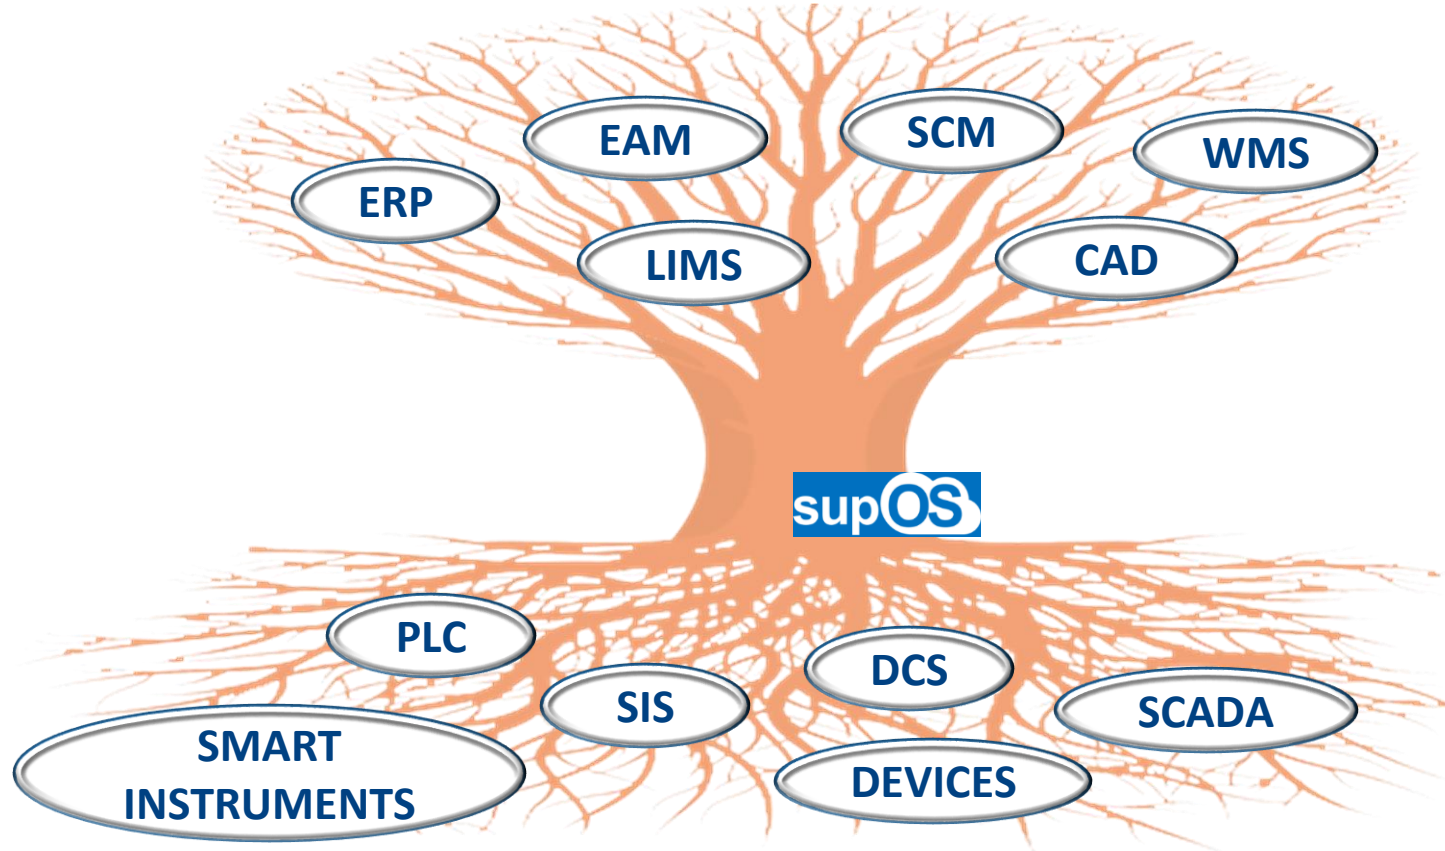 EAM
SCM
WMS
ERP
LIMS
CAD
supOS
PLC
DCS
SIS
SCADA
SMART
INSTRUMENTS
DEVICES